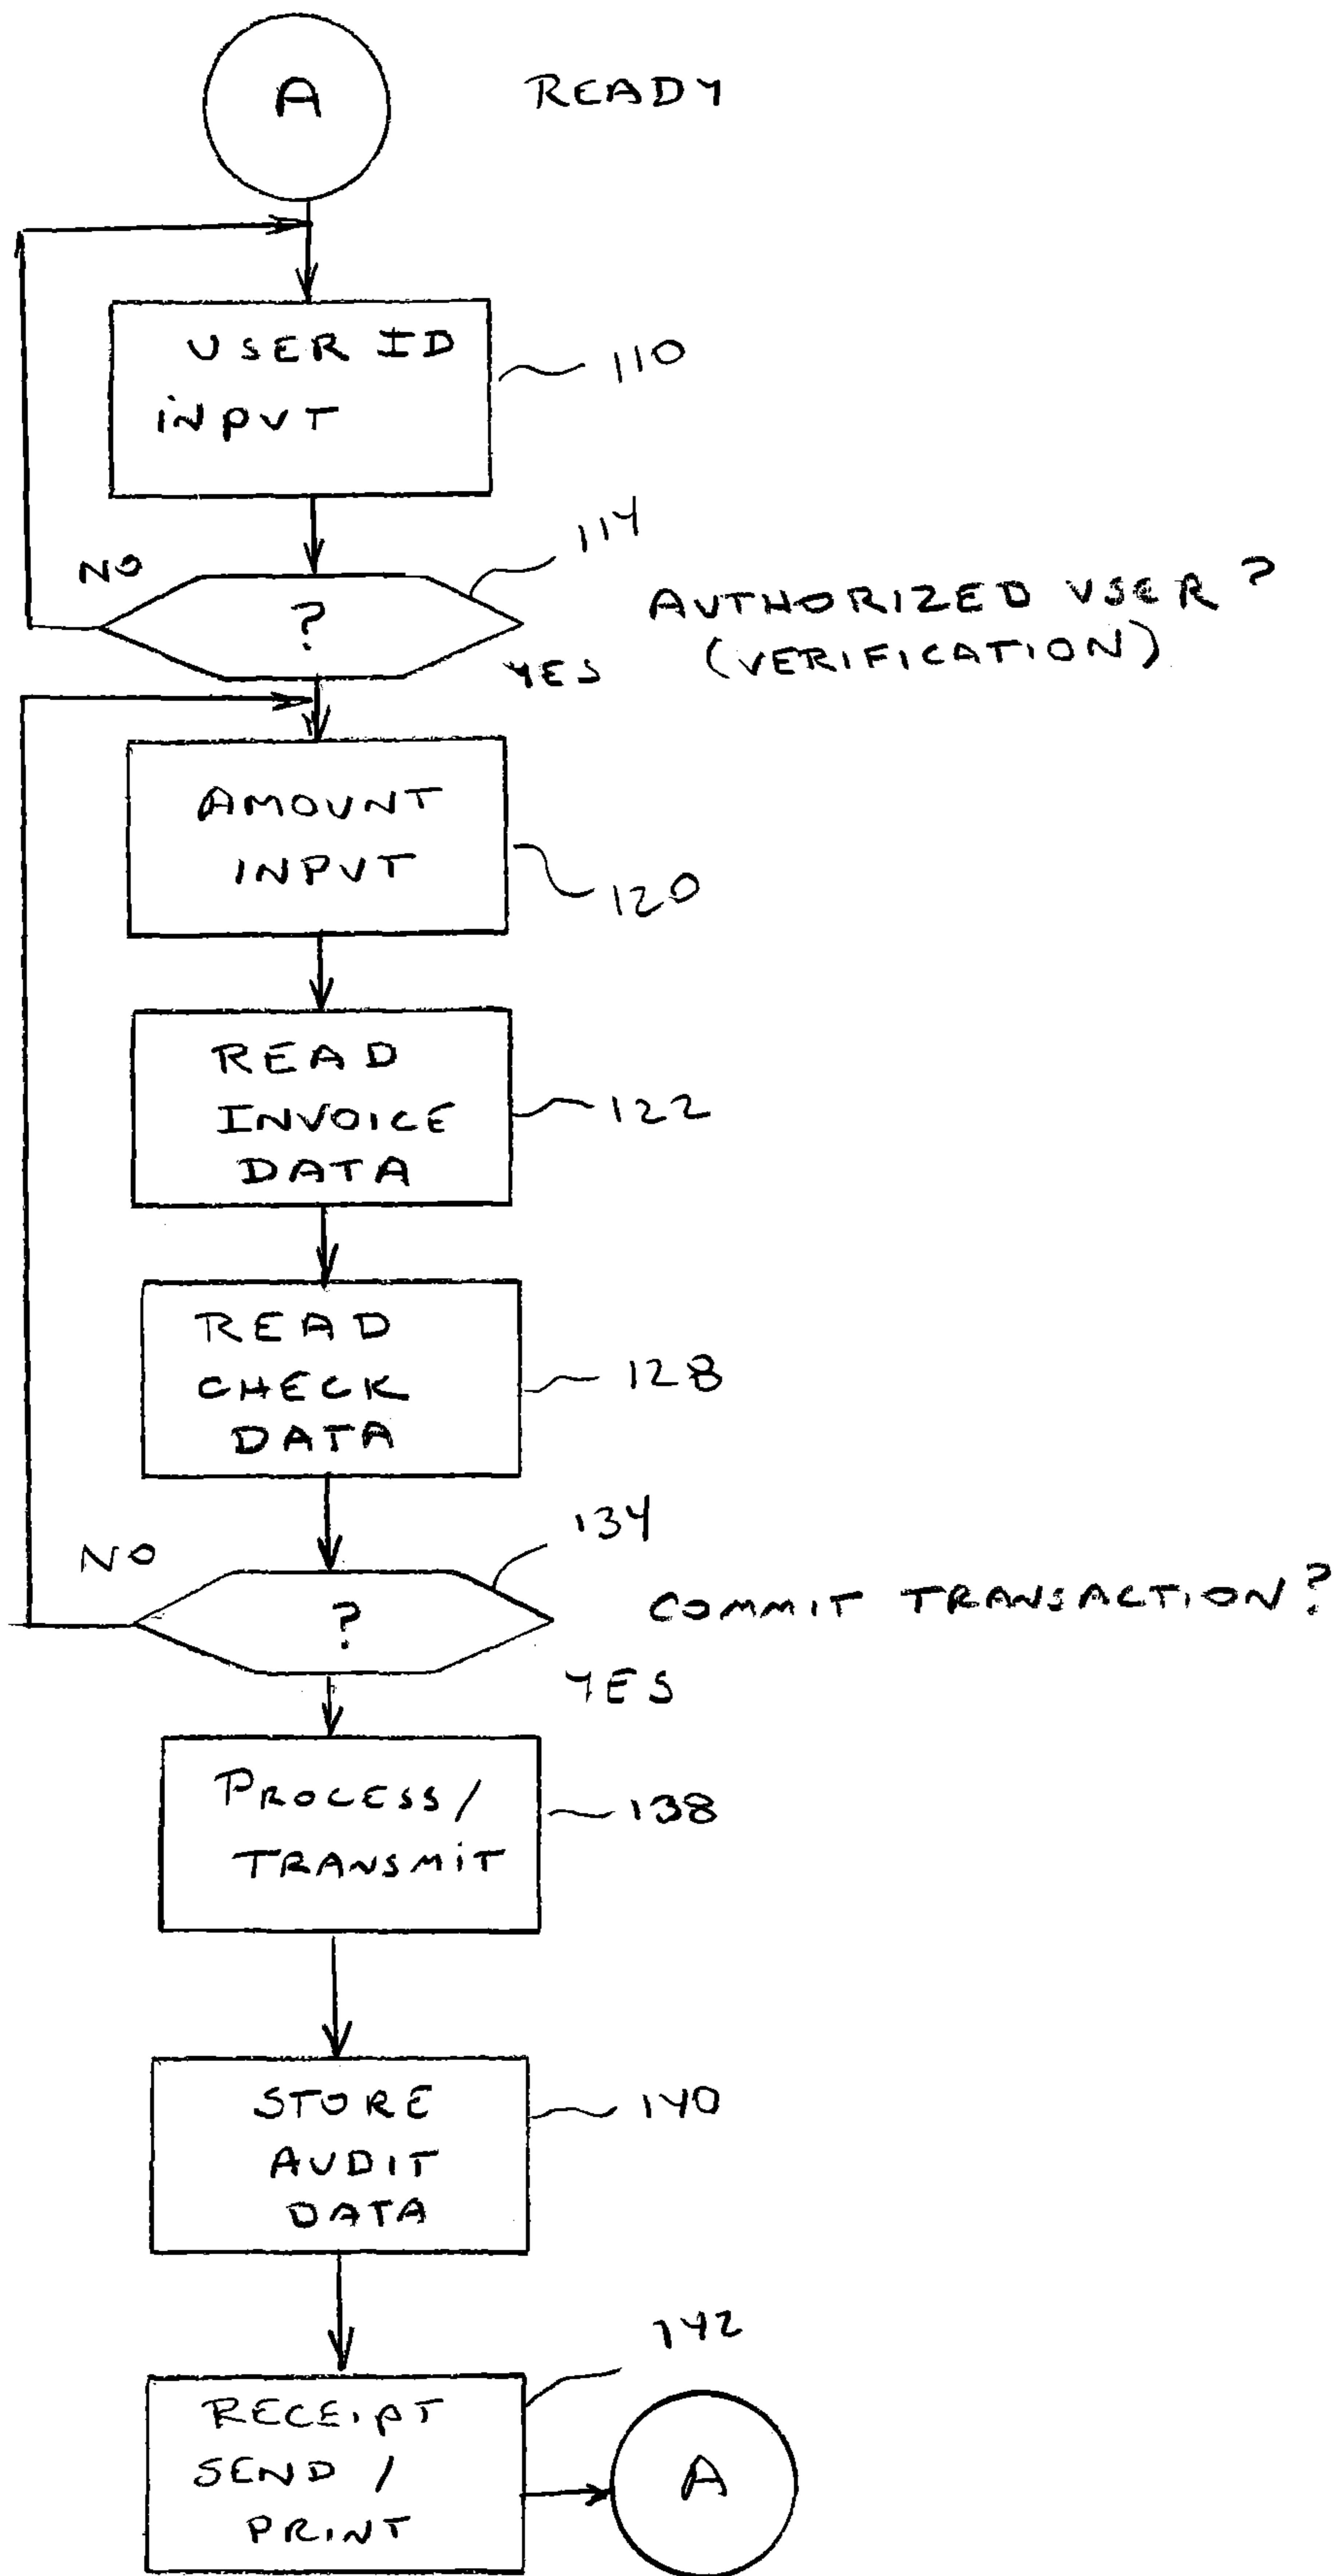 A
READY
USER ID
INPUT
110
114
NO
?
AUTHORIZED USER?
(VERIFICATION)
YES
AMOUNT
INPUT
120
READ
INVOICE
DATA
122
READ
CHECK
DATA
128
134
NO
?
COMMIT TRANSACTION?
YES
PROCESS/
TRANSMIT
138
STORE
AUDIT
DATA
140
142
RECEIPT
SEND /
PRINT
A